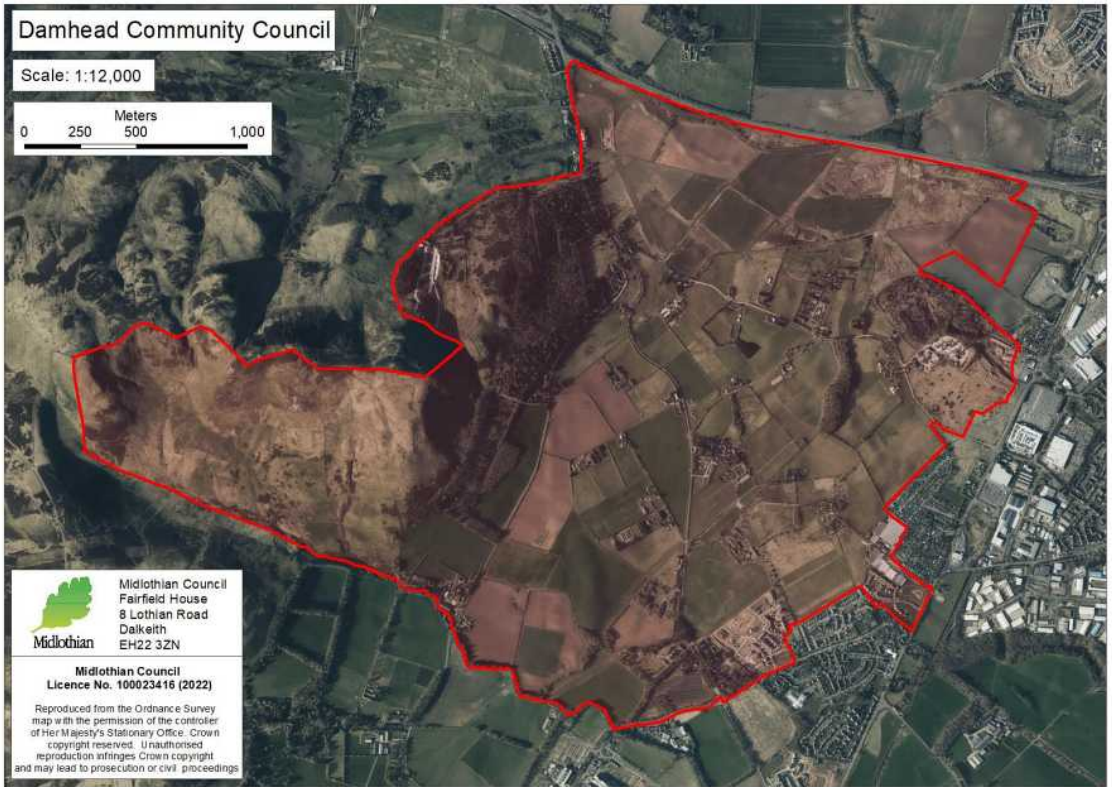 Damhead Community Council
Scale: 1:12,000
Meters
0 250 500 1,000
Midlothian
Midlothian Council
Fairfield House
8 Lothian Road
Dalkeith
EH22 3ZN
Midlothian Council
Licence No. 100023416 (2022)
Reproduced from the Ordnance Survey
map with the permission of the controller
of Her Majesty's Stationary Office. Crown
copyright reserved. Unauthorised
reproduction infringes Crown copyright
and may lead to prosecution or civil proceedings